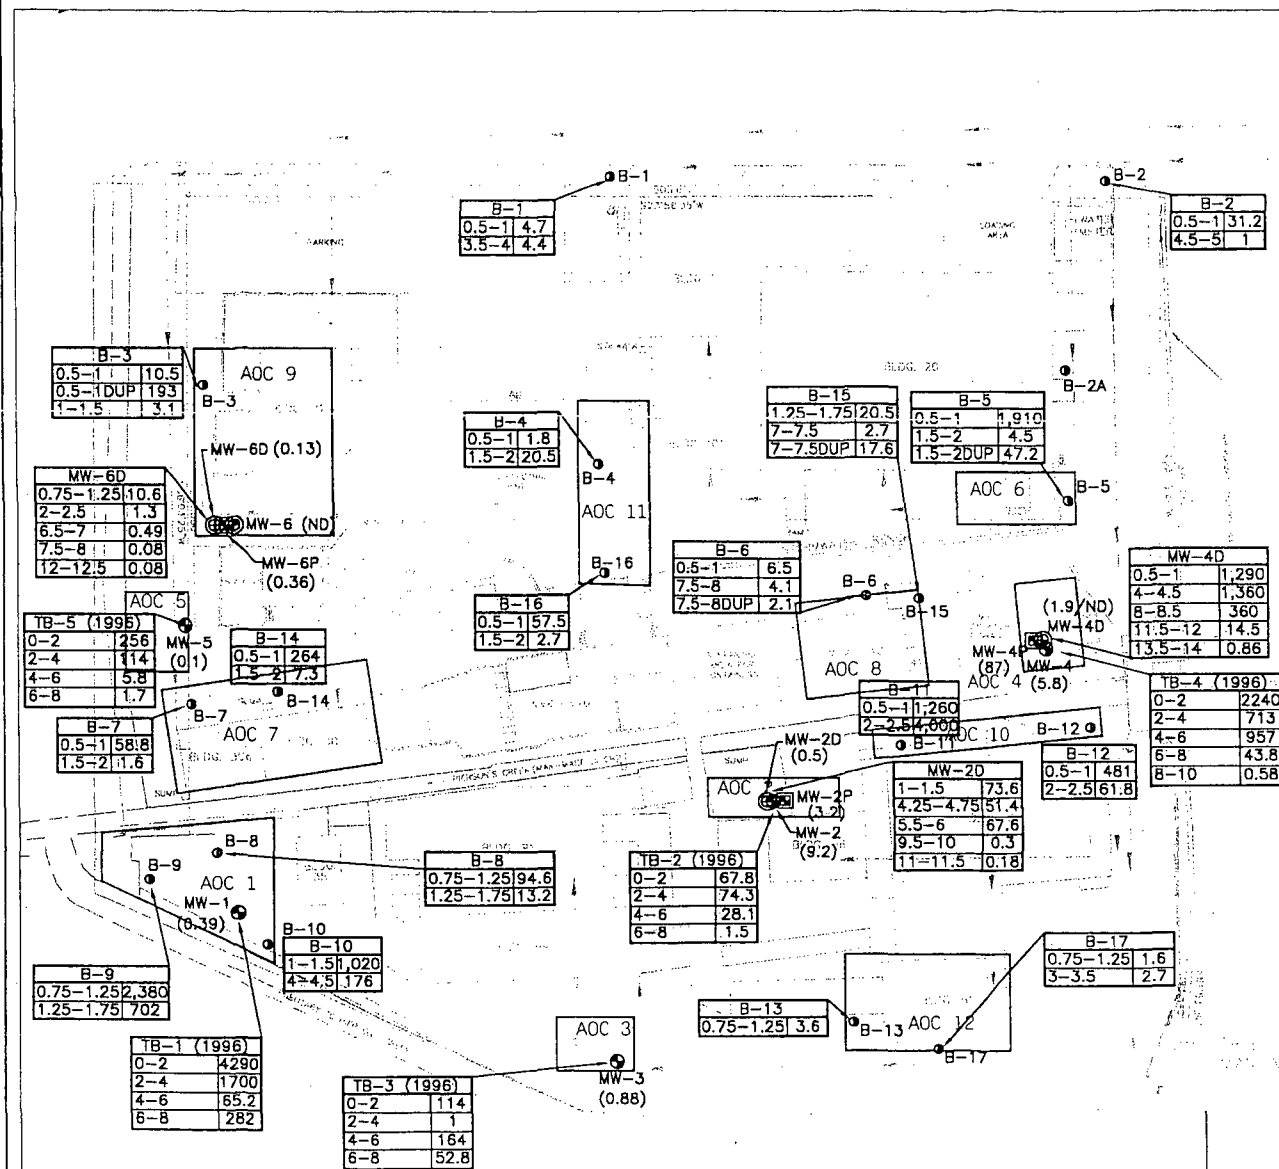 B-1
B-2
B-1
0.5-1 4.7
3.5-4 4.4
B-2
0.5-1 31.2
4.5-5 1
PARKING
LOADING
AREA
WATER
METER
B-3
0.5-1 10.5
0.5-1DUP 193
1-1.5 3.1
AOC 9
B-3
BLDG. 20
B-2A
B-15
1.25-1.75 20.5
7-7.5 2.7
7-7.5DUP 17.6
B-5
0.5-1 1,910
1.5-2 4.5
1.5-2DUP 47.2
B-4
0.5-1 1.8
1.5-2 20.5
B-4
AOC 11
MW-6D (0.13)
MW-6D
0.75-1.25 10.6
2-2.5 1.3
6.5-7 0.49
7.5-8 0.08
12-12.5 0.08
MW-6 (ND)
MW-6P
(0.36)
AOC 6
B-5
B-6
0.5-1 6.5
7.5-8 4.1
7.5-8DUP 2.1
B-6
B-15
B-16
B-16
0.5-1 57.5
1.5-2 2.7
MW-4D
0.5-1 1,290
4-4.5 1,360
8-8.5 360
11.5-12 14.5
13.5-14 0.86
AOC 5
TB-5 (1996)
0-2 256
2-4 114
4-6 5.8
6-8 1.7
MW-5
(0.1)
B-14
0.5-1 264
1.5-2 7.3
B-14
(1.9/ND)
MW-4D
MW-4P
(87)
MW-4
(5.8)
AOC 4
AOC 8
TB-4 (1996)
0-2 2240
2-4 713
4-6 957
6-8 43.8
8-10 0.58
B-7
0.5-1 58.8
1.5-2 1.6
B-7
AOC 7
SUMP
B-11
0.5-1 1,260
2-2.5 4,000
AOC 10
B-11
B-12
B-12
0.5-1 481
2-2.5 61.8
MW-2D
(0.5)
SUMP
AOC
MW-2P
(3.2)
MW-2
(9.2)
MW-2D
1-1.5 73.6
4.25-4.75 51.4
5.5-6 67.6
9.5-10 0.3
11-11.5 0.18
B-8
B-9
AOC 1
MW-1
(0.39)
B-10
B-8
0.75-1.25 94.6
1.25-1.75 13.2
TB-2 (1996)
0-2 67.8
2-4 74.3
4-6 28.1
6-8 1.5
B-10
1-1.5 1,020
4-4.5 176
B-9
0.75-1.25 2,380
1.25-1.75 702
B-17
0.75-1.25 1.6
3-3.5 2.7
B-13
0.75-1.25 3.6
B-13
AOC 12
B-17
AOC 3
MW-3
(0.88)
TB-1 (1996)
0-2 4290
2-4 1700
4-6 65.2
6-8 282
TB-3 (1996)
0-2 114
2-4 1
4-6 164
6-8 52.8